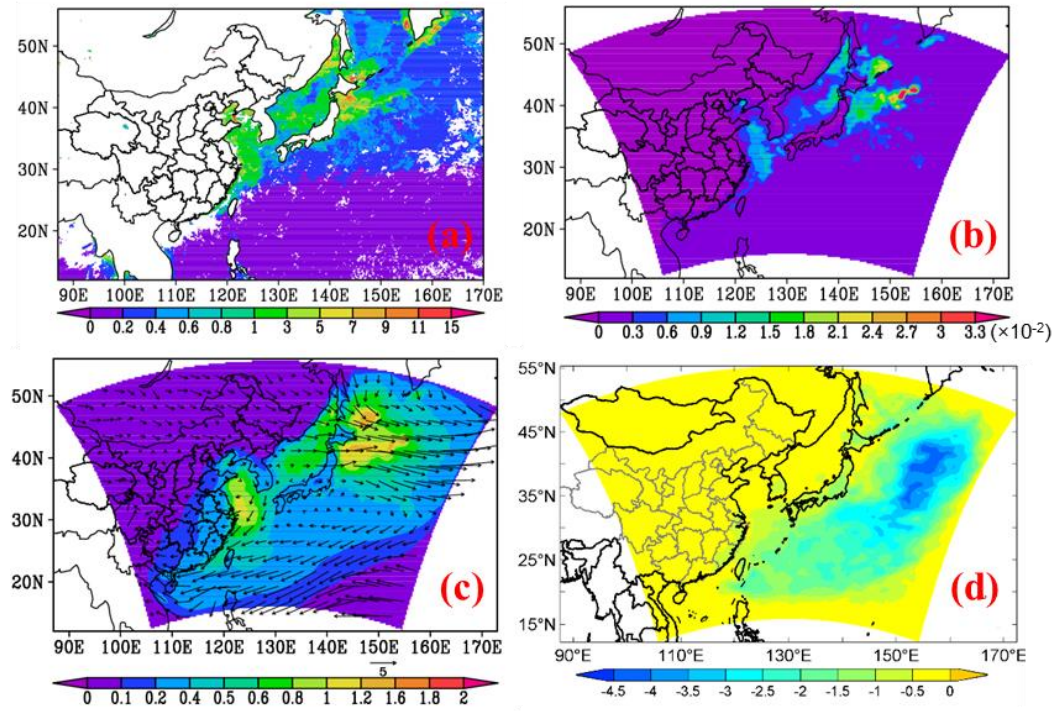 50N
40N
30N
20N
(a)
90E 100E 110E 120E 130E 140E 150E 160E 170E
0 0.2 0.4 0.6 0.8 1 3 5 7 9 11 15
50N
40N
30N
20N
(b)
90E 100E 110E 120E 130E 140E 150E 160E 170E
0 0.3 0.6 0.9 1.2 1.5 1.8 2.1 2.4 2.7 3 3.3 (×10-2)
50N
40N
30N
20N
(c)
90E 100E 110E 120E 130E 140E 150E 160E 170E
5
0 0.1 0.2 0.4 0.5 0.6 0.8 1 1.2 1.6 1.8 2
55°N
45°N
35°N
25°N
15°N
(d)
90°E 110°E 130°E 150°E 170°E
-4.5 -4 -3.5 -3 -2.5 -2 -1.5 -1 -0.5 0